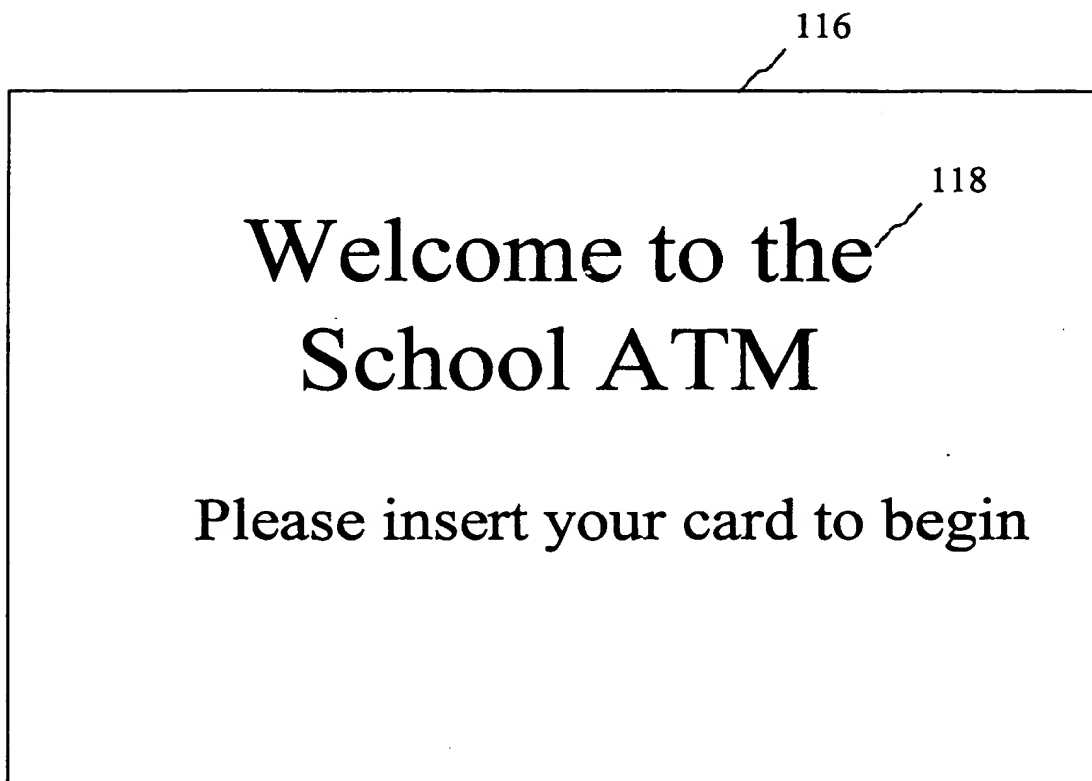 116
118
Welcome to the
School ATM
Please insert your card to begin